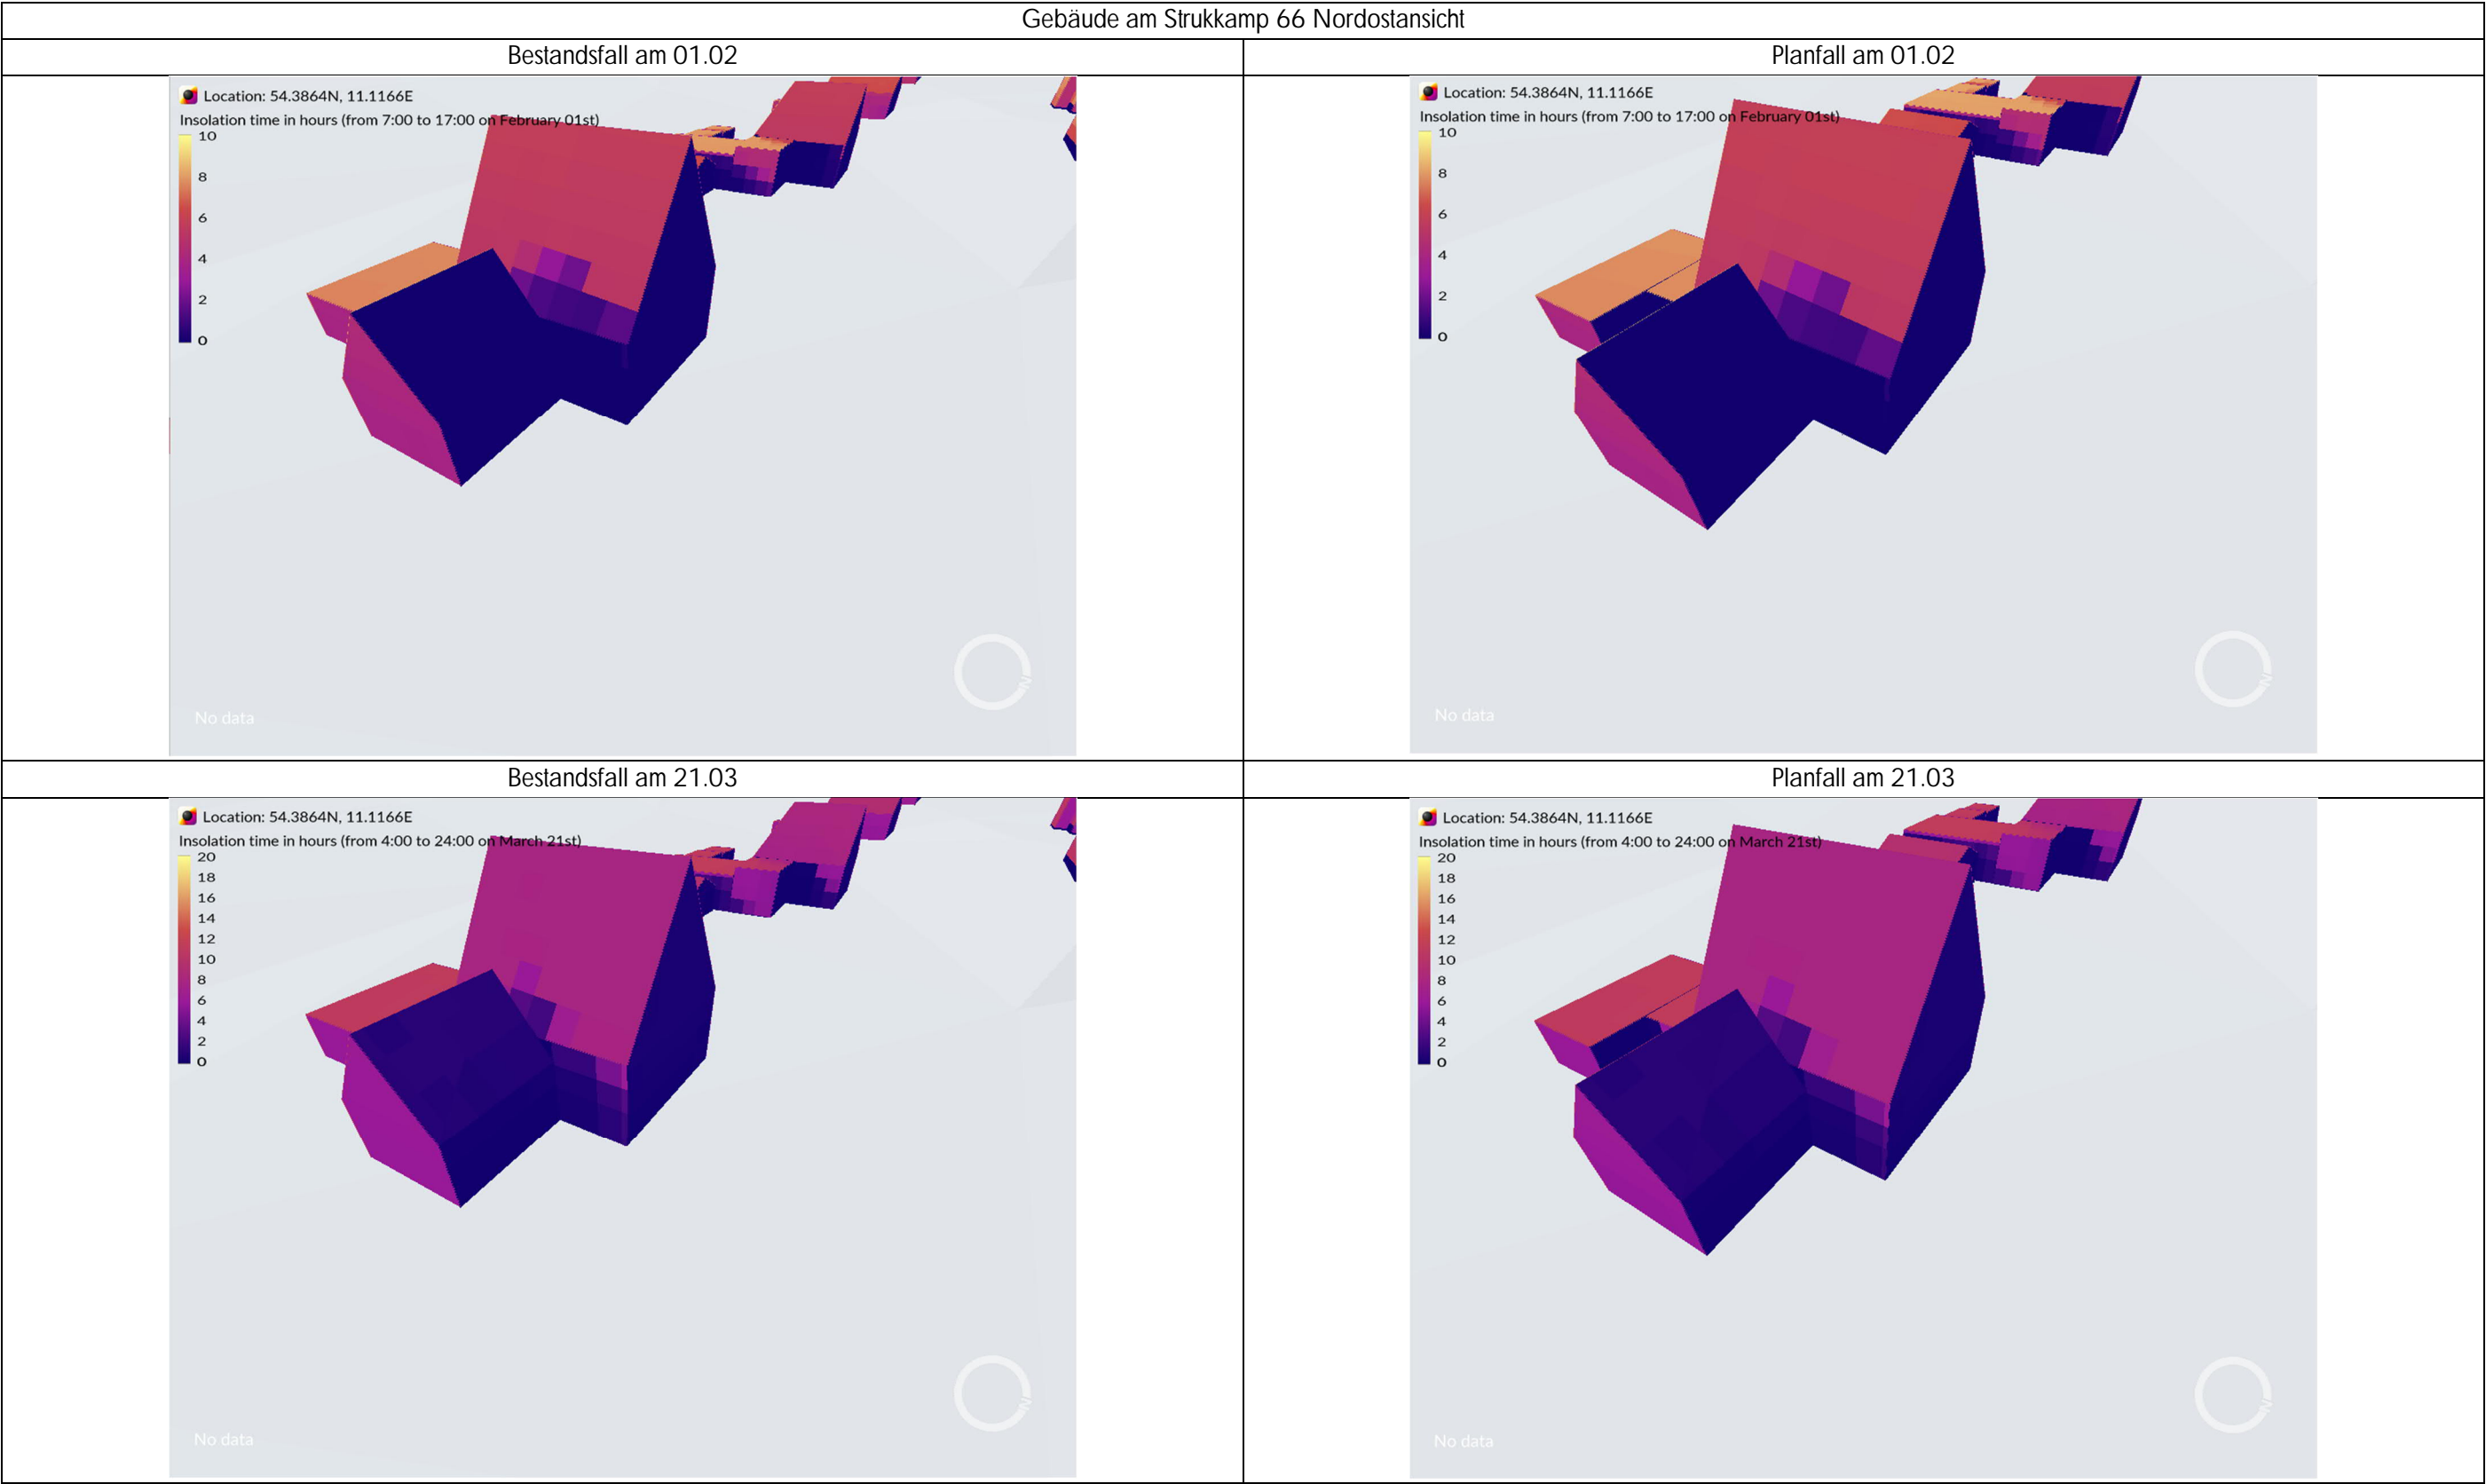 Gebäude am Strukkamp 66 Nordostansicht
Bestandsfall am 01.02
Planfall am 01.02
Location: 54.3864N, 11.1166E
Insolation time in hours (from 7:00 to 17:00 on February 01st)
10
8
6
4
2
0
N
No data
Location: 54.3864N, 11.1166E
Insolation time in hours (from 7:00 to 17:00 on February 01st)
10
8
6
4
2
0
N
No data
Bestandsfall am 21.03
Planfall am 21.03
Location: 54.3864N, 11.1166E
Insolation time in hours (from 4:00 to 24:00 on March 21st)
20
18
16
14
12
10
8
6
4
2
0
N
No data
Location: 54.3864N, 11.1166E
Insolation time in hours (from 4:00 to 24:00 on March 21st)
20
18
16
14
12
10
8
6
4
2
0
N
No data